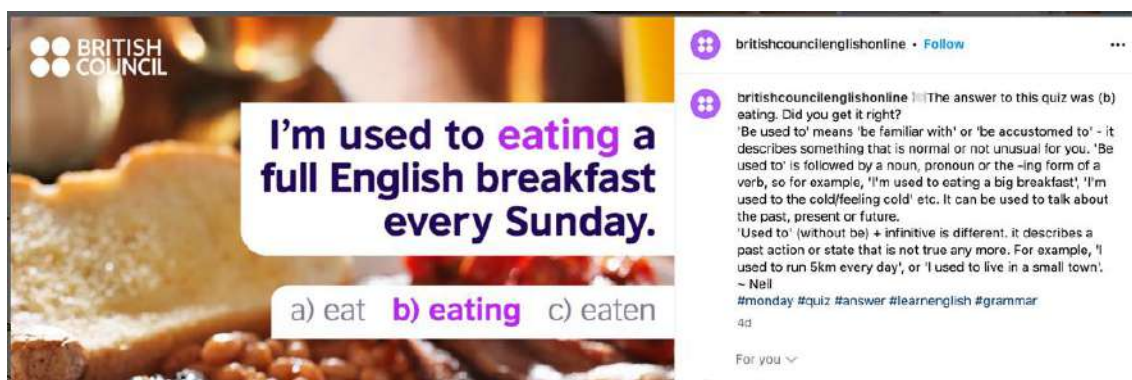 BRITISH
COUNCIL
I'm used to eating a
full English breakfast
every Sunday.
a) eat b) eating c) eaten
britishcouncilenglishonline • Follow
...
britishcouncilenglishonline The answer to this quiz was (b)
eating. Did you get it right?
'Be used to' means 'be familiar with' or 'be accustomed to' - it
describes something that is normal or not unusual for you. 'Be
used to' is followed by a noun, pronoun or the -ing form of a
verb, so for example, 'I'm used to eating a big breakfast', 'I'm
used to the cold/feeling cold' etc. It can be used to talk about
the past, present or future.
'Used to' (without be) + infinitive is different. it describes a
past action or state that is not true any more. For example, 'I
used to run 5km every day', or 'I used to live in a small town'.
~ Neil
#monday #quiz #answer #learnenglish #grammar
4d
For you